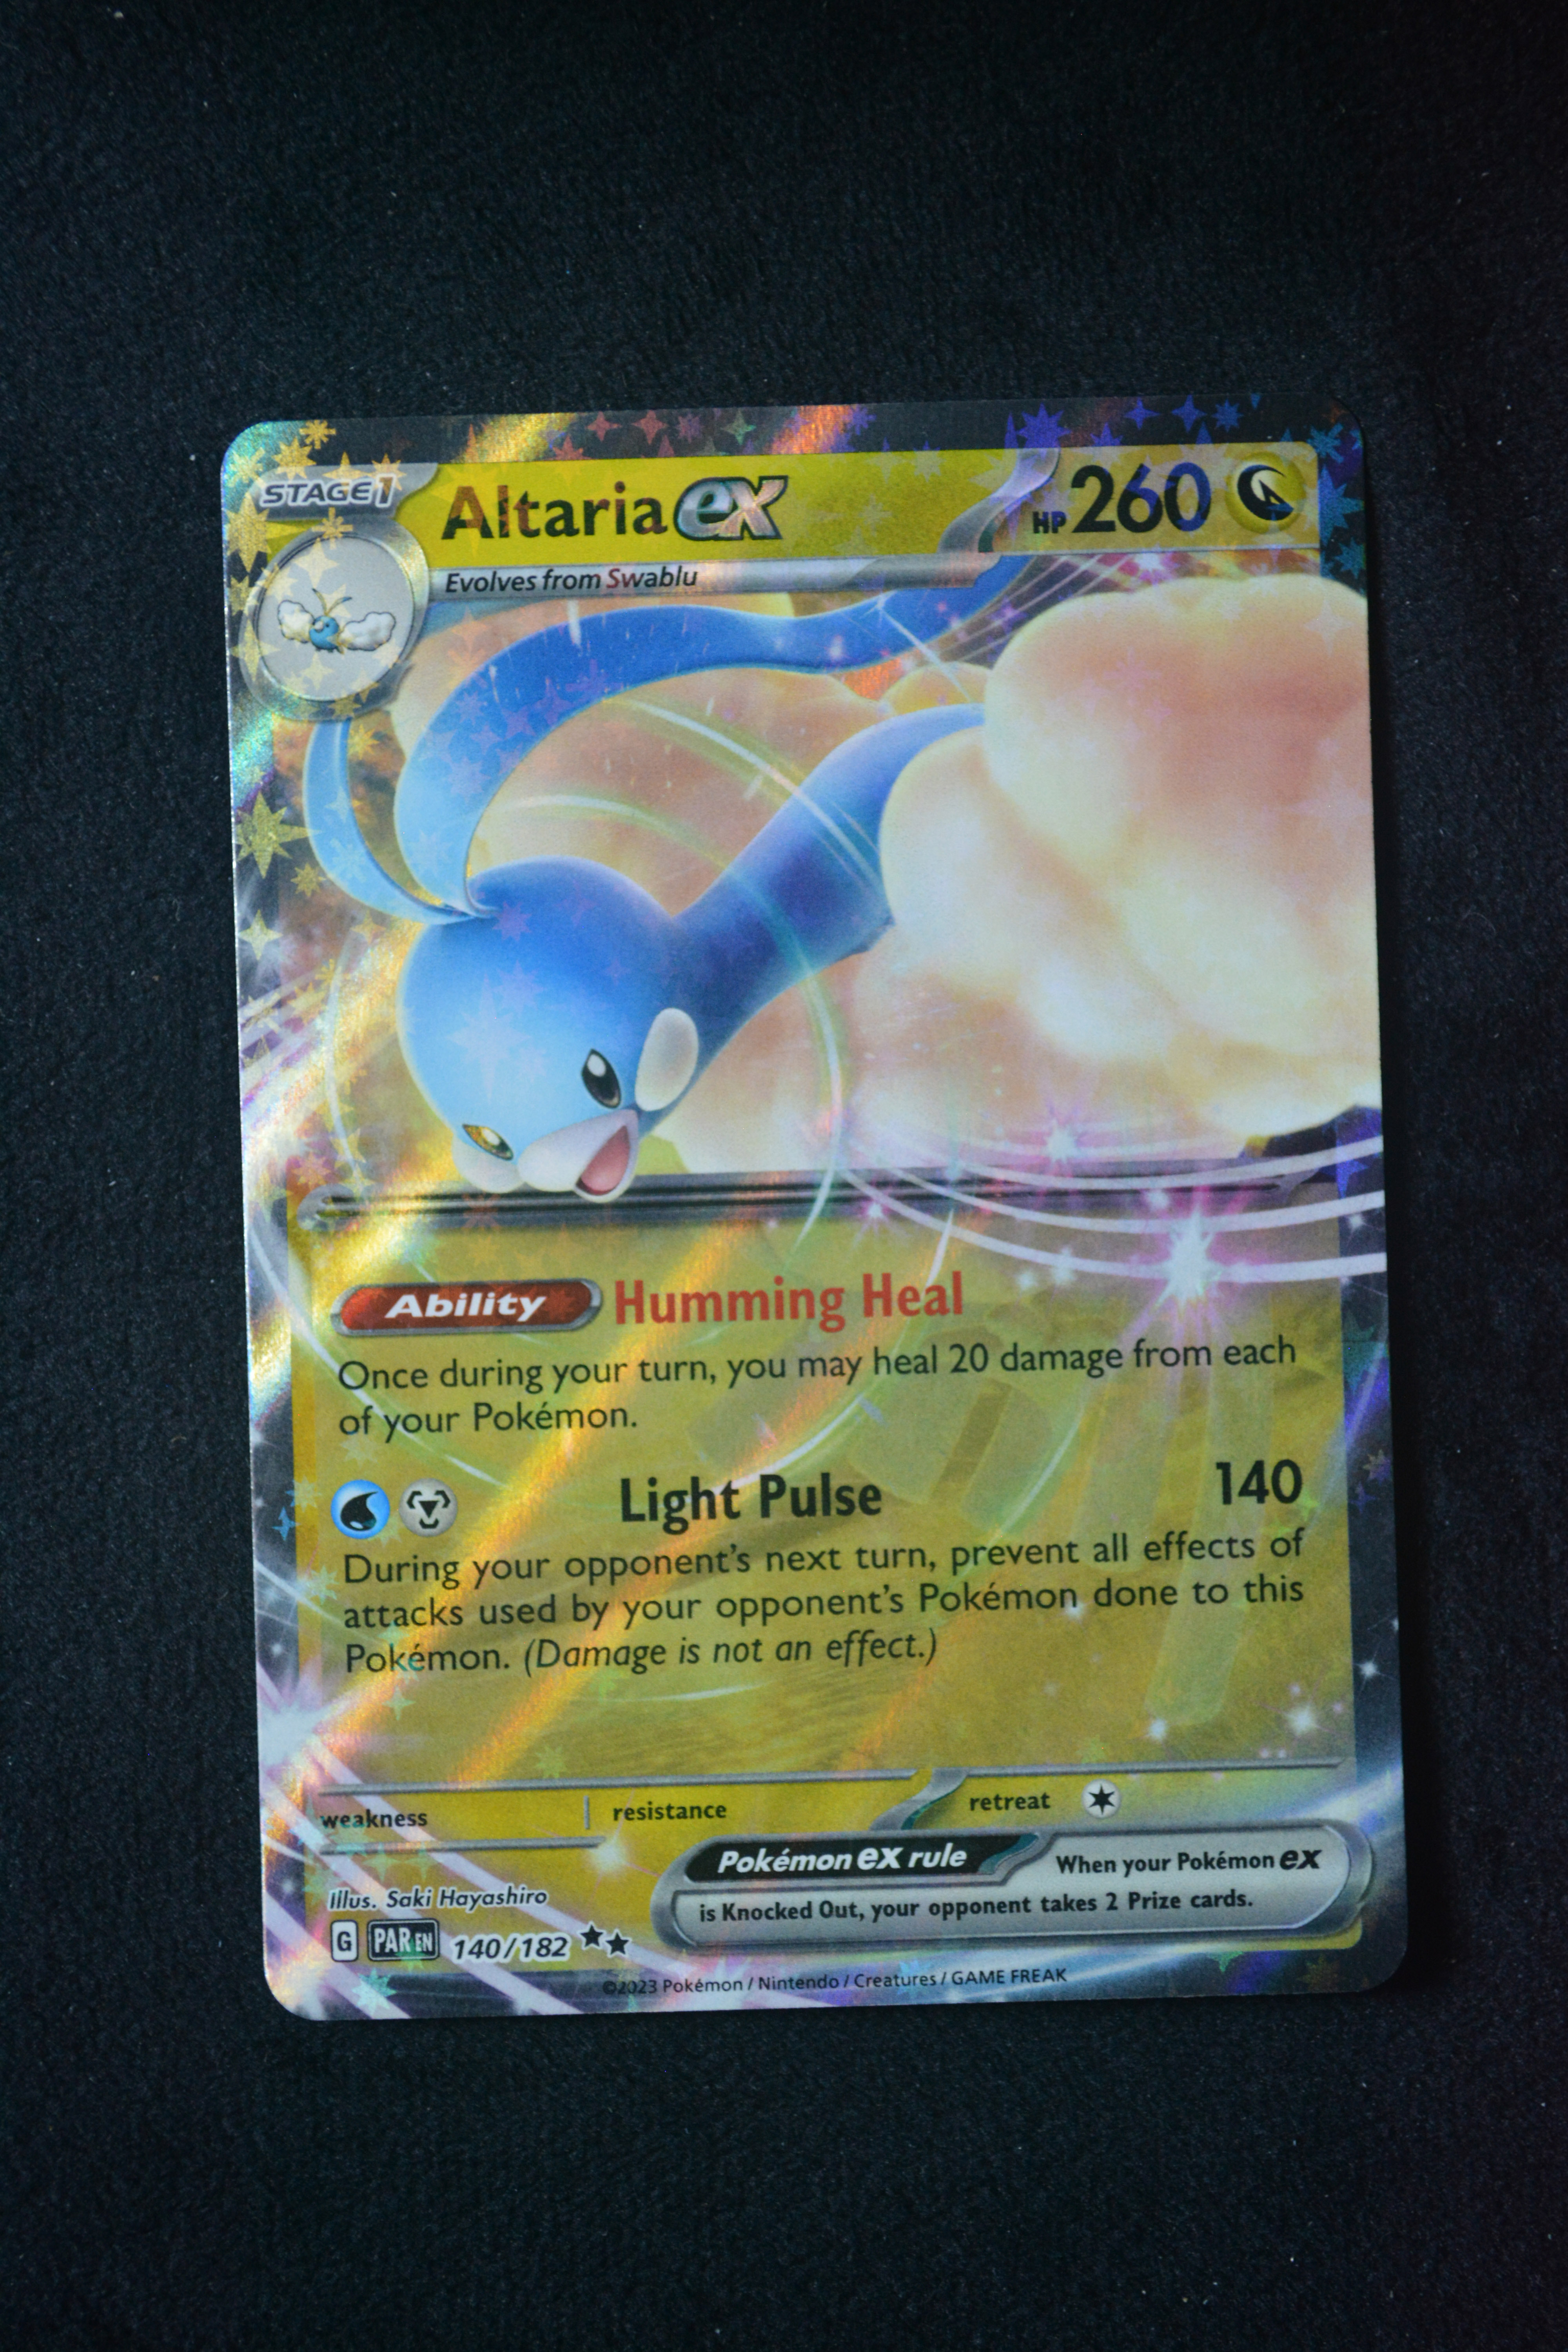 STAGE 1
Altaria ex
HP 260
Evolves from Swablu
Ability Humming Heal
Once during your turn, you may heal 20 damage from each
of your Pokémon.
Light Pulse 140
During your opponent's next turn, prevent all effects of
attacks used by your opponent's Pokémon done to this
Pokémon. (Damage is not an effect.)
weakness resistance retreat
Pokémon ex rule When your Pokémon ex
is Knocked Out, your opponent takes 2 Prize cards.
Illus. Saki Hayashiro
G PAR EN 140/182
©2023 Pokémon / Nintendo / Creatures / GAME FREAK